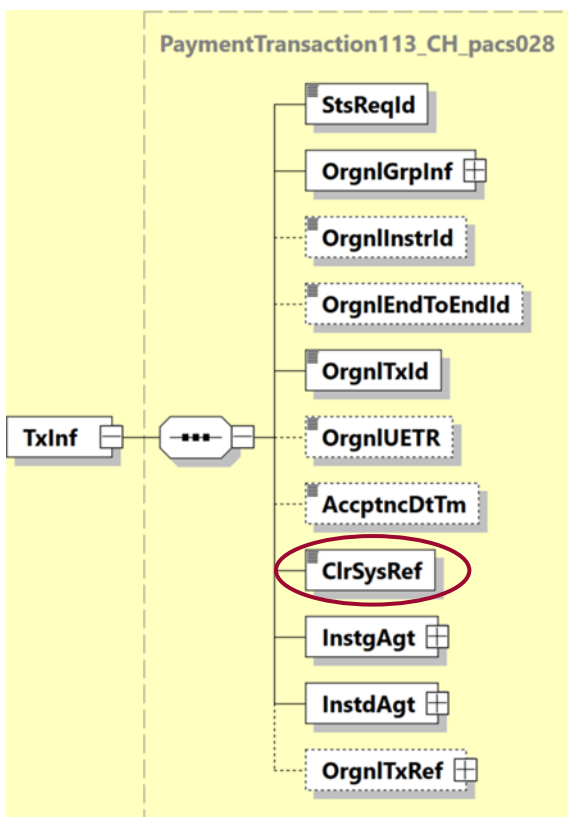 PaymentTransaction113_CH_pacs028
StsReqId
OrgnlGrpInf
OrgnlInstrId
OrgnlEndToEndId
OrgnlTxId
TxInf
OrgnlUETR
AccptncDtTm
ClrSysRef
InstgAgt
InstdAgt
OrgnlTxRef